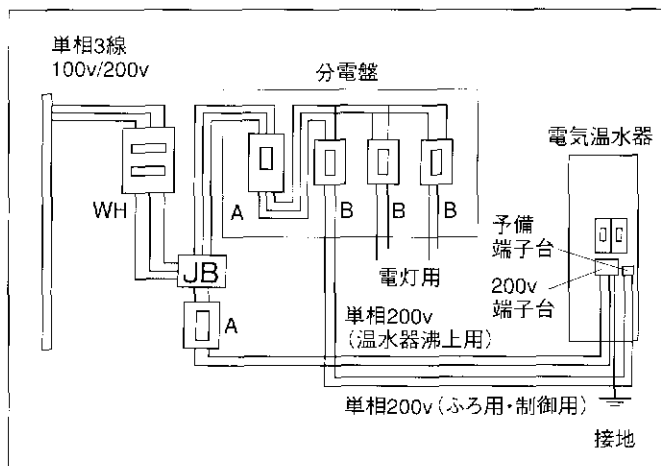 単相3線
100v/200v
分電盤
電気温水器
WH
A
B
B
B
予備
端子台
JB
電灯用
200v
端子台
A
単相200v
(温水器沸上用)
単相200v(ふろ用・制御用)
接地